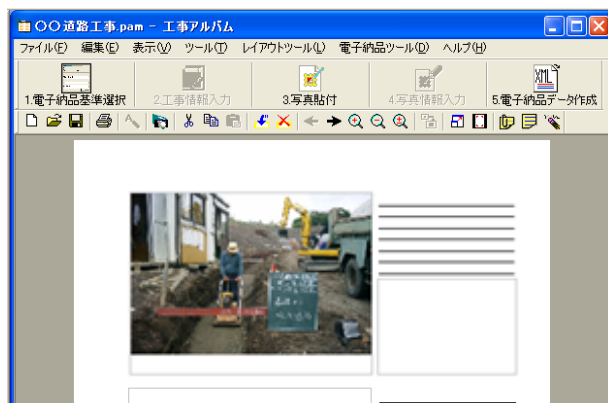 〇〇道路工事.pam - 工事アルバム
ファイル(F) 編集(E) 表示(V) ツール(T) レイアウトツール(L) 電子納品ツール(D) ヘルプ(H)
1.電子納品基準選択 2.工事情報入力 3.写真貼付 4.写真情報入力 5.電子納品データ作成
XML